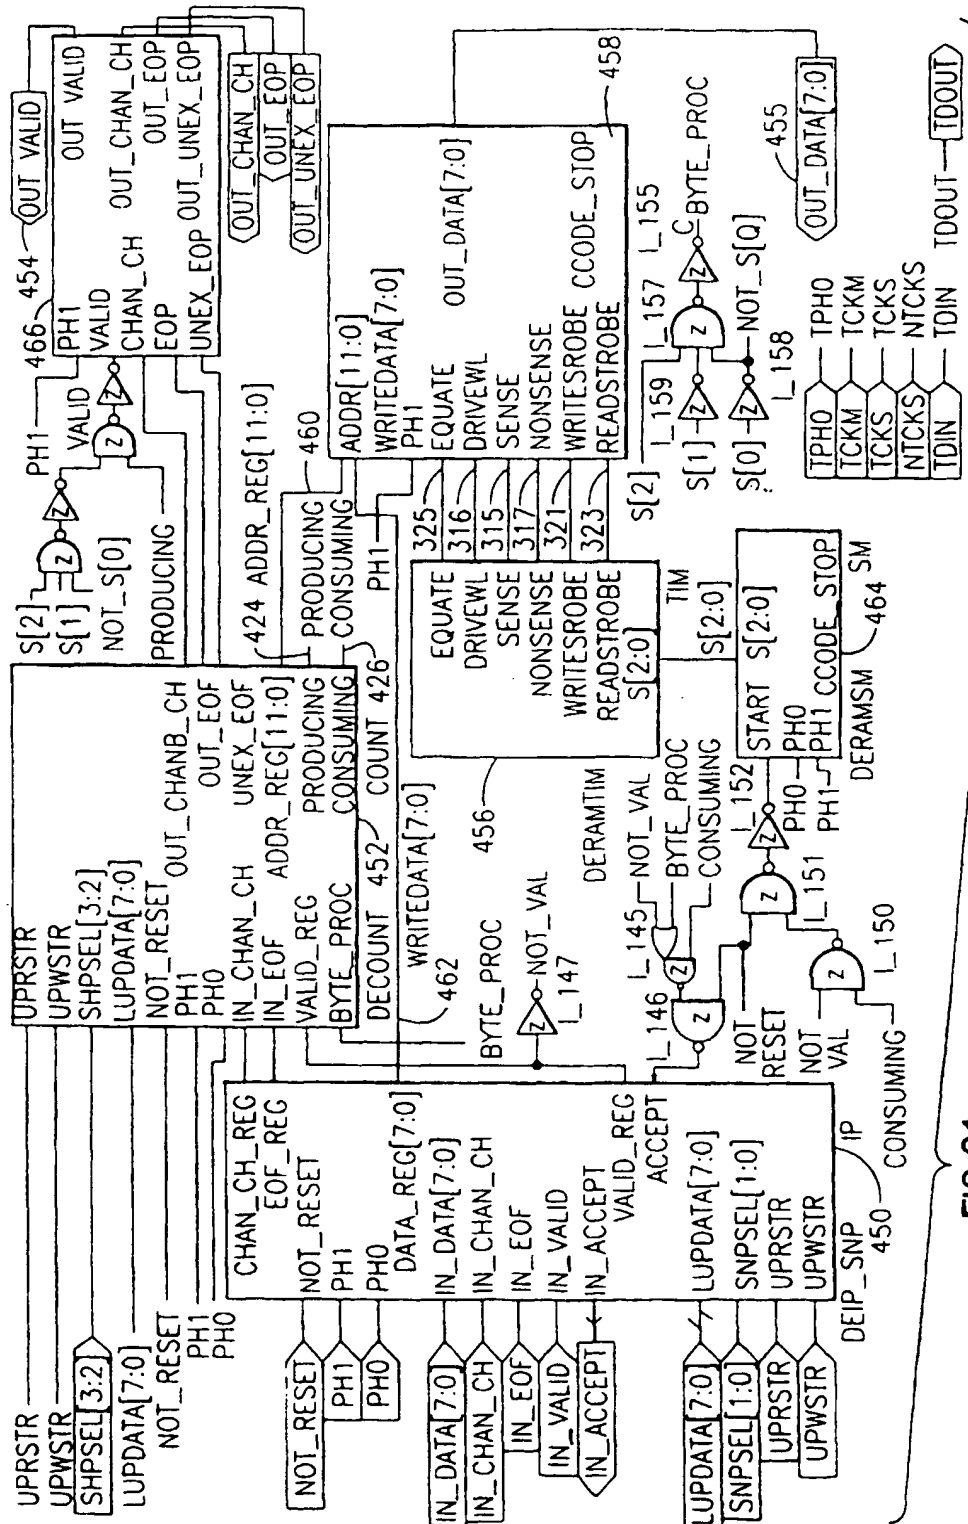 OUT VALID
454
466
PH1
OUT VALID
PH1
VALID
CHAN_CH
EOP
UNEX_EOP
OUT VALID
OUT_CHAN_CH
OUT_EOP
OUT_UNEX_EOP
OUT_CHAN_CH
OUT_EOP
OUT_UNEX_EOP
S[2]
S[1]
NOT_S[0]
Z
Z
PH1
VALID
Z
Z
PRODUCING
UPRSTR
UPWSTR
SHPSEL[3:2]
LUPDATA[7:0]
NOT_RESET
PH1
PH0
UPRSTR
UPWSTR
SHPSEL[3:2]
LUPDATA[7:0]
NOT_RESET
PH1
PH0
IN_CHAN_CH
IN_EOF
VALID_REG
BYTE_PROC
OUT_CHANB_CH
OUT_EOF
UNEX_EOF
ADDR_REG[11:0]
PRODUCING
CONSUMING
DECOUNT
452
COUNT
426
424
ADDR_REG[11:0]
PRODUCING
CONSUMING
460
PH1
WRITEDATA[7:0]
462
BYTE_PROC
NOT_VAL
Z
I_147
ADDR[11:0]
WRITEDATA[7:0]
PH1
EQUATE
DRIVEWL
SENSE
NONSENSE
WRITESROBE
READSTROBE
OUT_DATA[7:0]
CCODE_STOP
458
325
316
315
317
321
323
EQUATE
DRIVEWL
SENSE
NONSENSE
WRITESROBE
READSTROBE
S[2:0]
456
DERAMTIM
TIM
S[2:0]
455
OUT_DATA[7:0]
S[2]
S[1]
S[0]
I_159
I_157
I_155
I_158
Z
Z
Z
Z
C
BYTE_PROC
NOT_S[Q]
START
PH0
PH1
S[2:0]
CCODE_STOP
PH0
PH1
DERAMSM
SM
464
I_152
Z
I_151
Z
I_150
Z
I_145
NOT_VAL
BYTE_PROC
CONSUMING
Z
I_146
Z
NOT
RESET
NOT
VAL
CONSUMING
CHAN_CH_REG
EOF_REG
NOT_RESET
PH1
PH0
DATA_REG[7:0]
IN_DATA[7:0]
IN_CHAN_CH
IN_EOF
IN_VALID
IN_ACCEPT
VALID_REG
ACCEPT
LUPDATA[7:0]
SNPSEL[1:0]
UPRSTR
UPWSTR
NOT_RESET
PH1
PH0
IN_DATA[7:0]
IN_CHAN_CH
IN_EOF
IN_VALID
IN_ACCEPT
LUPDATA[7:0]
SNPSEL[1:0]
UPRSTR
UPWSTR
DEIP_SNP
450
IP
TPH0
TCKM
TCKS
NTCKS
TDIN
TPH0
TCKM
TCKS
NTCKS
TDIN
TDOUT
TDOUT